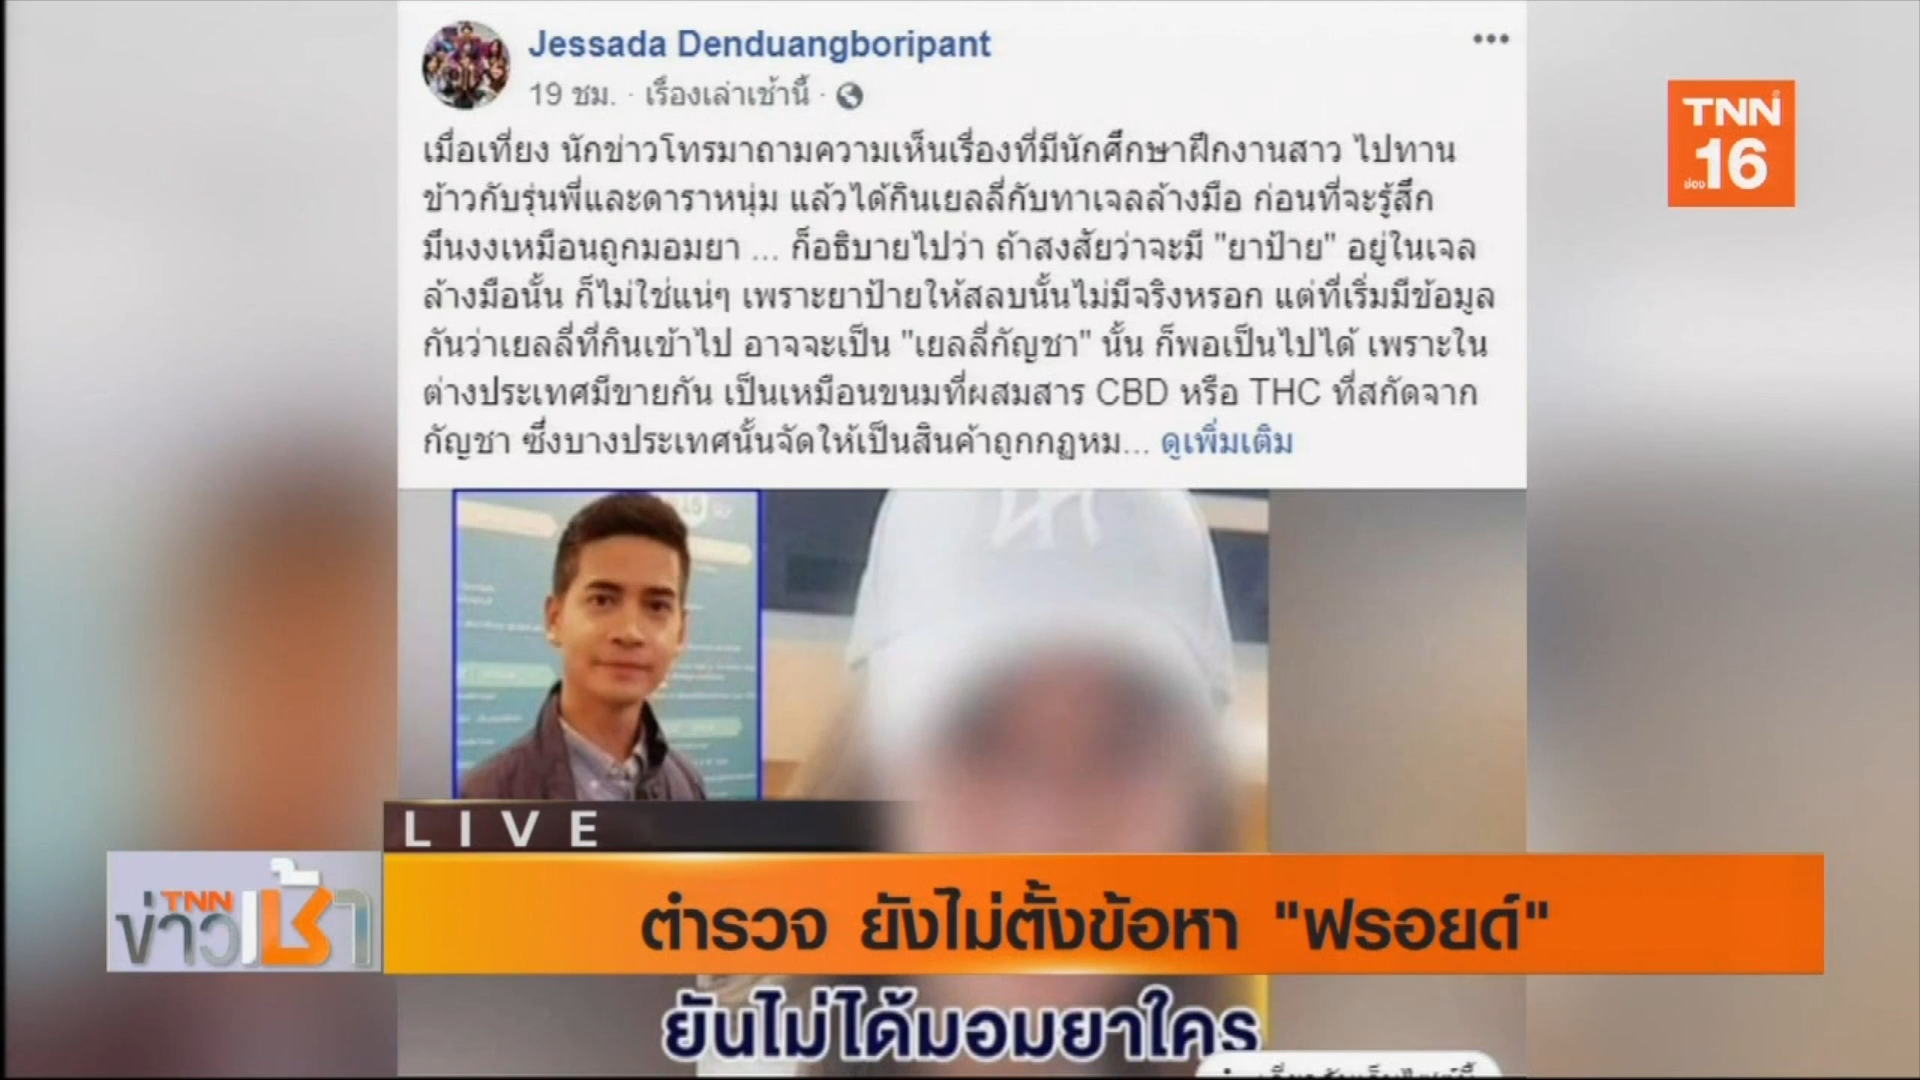 Jessada Denduangboripant
19 ชม. · เรื่องเล่าเช้านี้ ·
เมื่อเที่ยง นักข่าวโทรมาถามความเห็นเรื่องที่มีนักศึกษาฝึกงานสาว ไปทาน
ข้าวกับรุ่นพี่และดาราหนุ่ม แล้วได้กินเยลลี่กับทาเจลล้างมือ ก่อนที่จะรู้สึก
มึนงงเหมือนถูกมอมยา ... ก็อธิบายไปว่า ถ้าสงสัยว่าจะมี "ยาป้าย" อยู่ในเจล
ล้างมือนั้น ก็ไม่ใช่แน่ๆ เพราะยาป้ายให้สลบนั้นไม่มีจริงหรอก แต่ที่เริ่มมีข้อมูล
กันว่าเยลลี่ที่กินเข้าไป อาจจะเป็น "เยลลี่กัญชา" นั้น ก็พอเป็นไปได้ เพราะใน
ต่างประเทศมีขายกัน เป็นเหมือนขนมที่ผสมสาร CBD หรือ THC ที่สกัดจาก
กัญชา ซึ่งบางประเทศนั้นจัดให้เป็นสินค้าถูกกฏหม... ดูเพิ่มเติม
TNN
ช่อง 16
LIVE
TNN
ข่าวเช้า
ตำรวจ ยังไม่ตั้งข้อหา "ฟรอยด์"
ยันไม่ได้มอมยาใคร